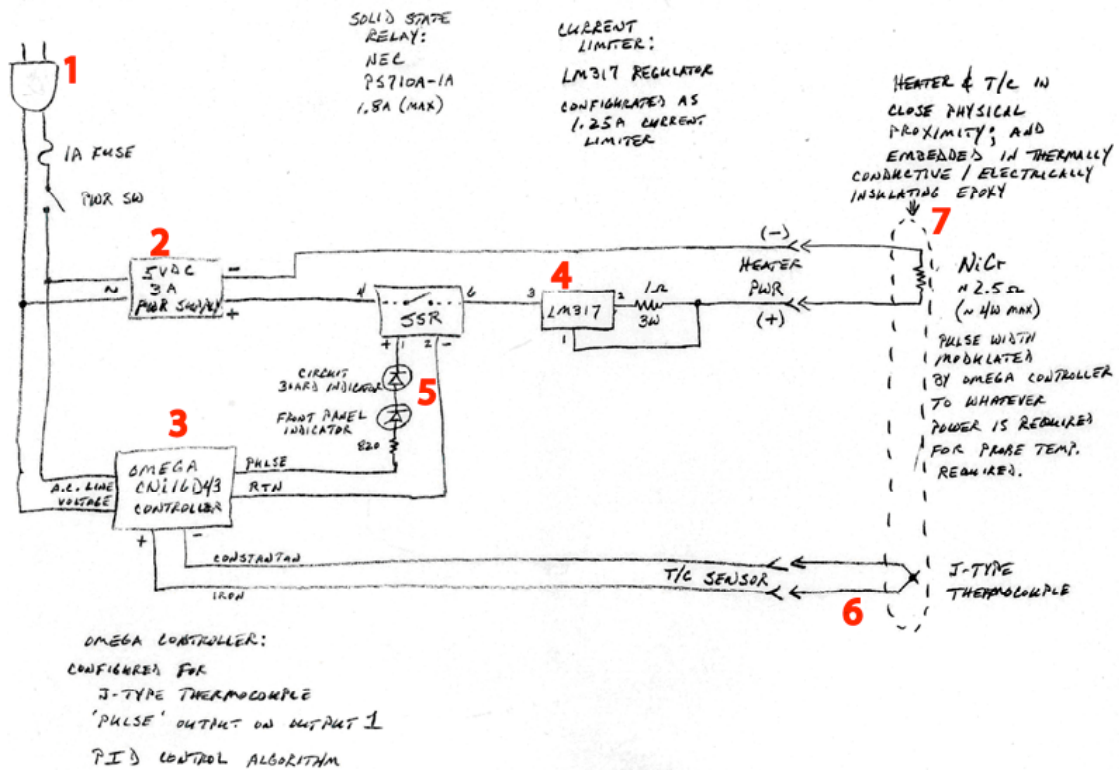 SOLID STATE
RELAY:
NEC
PS710A-1A
1.8A (MAX)
CURRENT
LIMITER:
LM317 REGULATOR
CONFIGURATED AS
1.25A CURRENT
LIMITER
HEATER & T/C IN
CLOSE PHYSICAL
PROXIMITY; AND
EMBEDDED IN THERMALLY
CONDUCTIVE / ELECTRICALLY
INSULATING EPOXY
1
1A FUSE
PWR SW
2
5VDC
3A
PWR SUPPLY
N
-
+
4
SSR
6
+ 1
2 -
4
3
LM317
2
1
1Ω
3W
(-)
HEATER
PWR
(+)
7
NiCr
~2.5Ω
(~4W MAX)
PULSE WIDTH
MODULATED
BY OMEGA CONTROLLER
TO WHATEVER
POWER IS REQUIRED
FOR PROBE TEMP.
REQUIRED.
CIRCUIT
BOARD INDICATOR
5
FRONT PANEL
INDICATOR
820
3
OMEGA
CNi16D43
CONTROLLER
A.C. LINE
VOLTAGE
PULSE
RTN
+
-
CONSTANTAN
IRON
T/C SENSOR
6
J-TYPE
THERMOCOUPLE
OMEGA CONTROLLER:
CONFIGURED FOR
J-TYPE THERMOCOUPLE
'PULSE' OUTPUT ON OUTPUT 1
PID CONTROL ALGORITHM